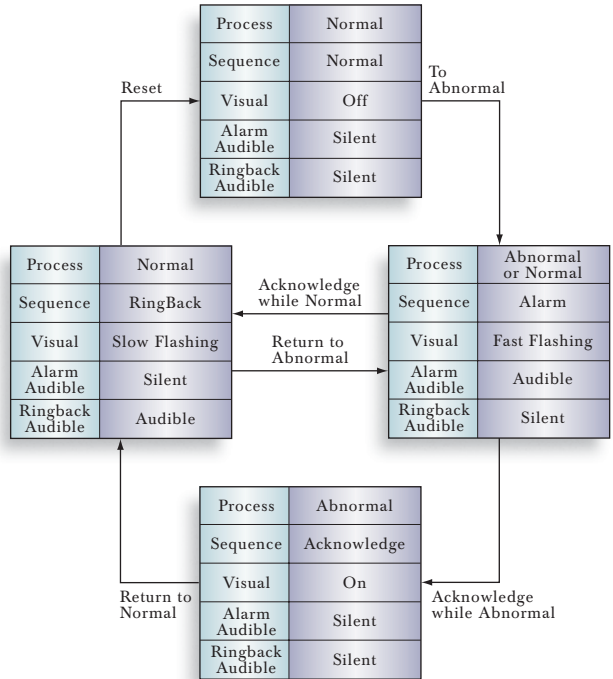 Process Normal
Sequence Normal
Visual Off
Alarm
Audible Silent
Ringback
Audible Silent
Reset
To
Abnormal
Process Normal
Sequence RingBack
Visual Slow Flashing
Alarm
Audible Silent
Ringback
Audible Audible
Acknowledge
while Normal
Return to
Abnormal
Process Abnormal
or Normal
Sequence Alarm
Visual Fast Flashing
Alarm
Audible Audible
Ringback
Audible Silent
Process Abnormal
Sequence Acknowledge
Visual On
Alarm
Audible Silent
Ringback
Audible Silent
Return to
Normal
Acknowledge
while Abnormal